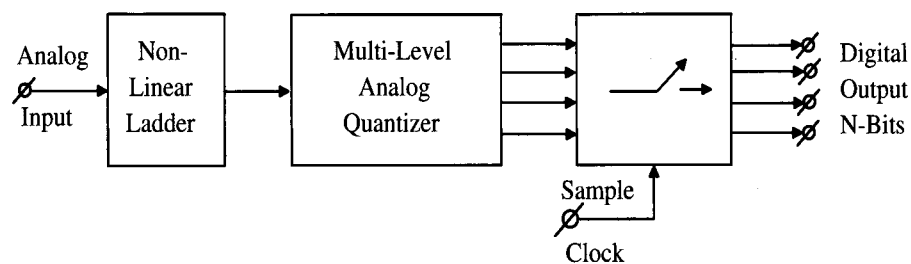 Analog
Input
Non-
Linear
Ladder
Multi-Level
Analog
Quantizer
Sample
Clock
Digital
Output
N-Bits